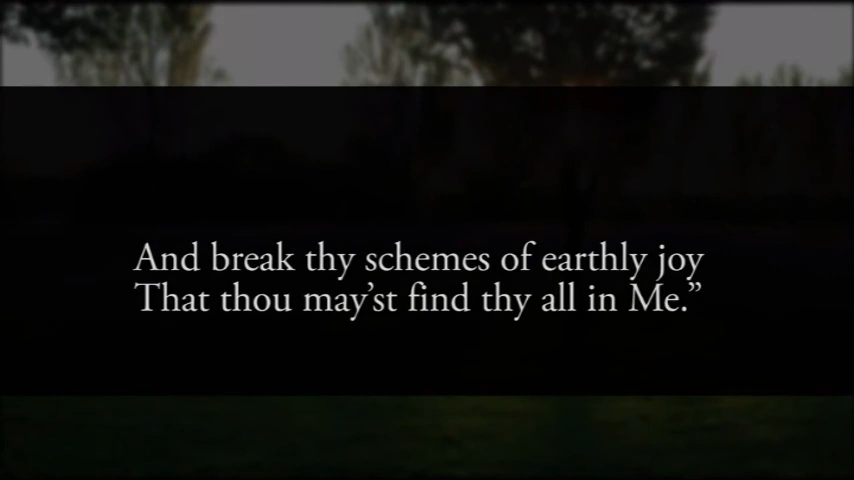 And break thy schemes of earthly joy
That thou may’st find thy all in Me.”